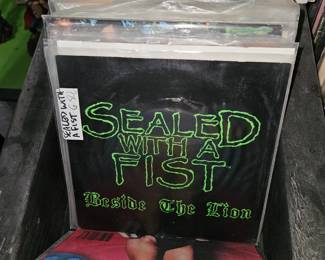 SEALED WITH
A FIST
SEALED
WITH A
FIST
Beside The Lion